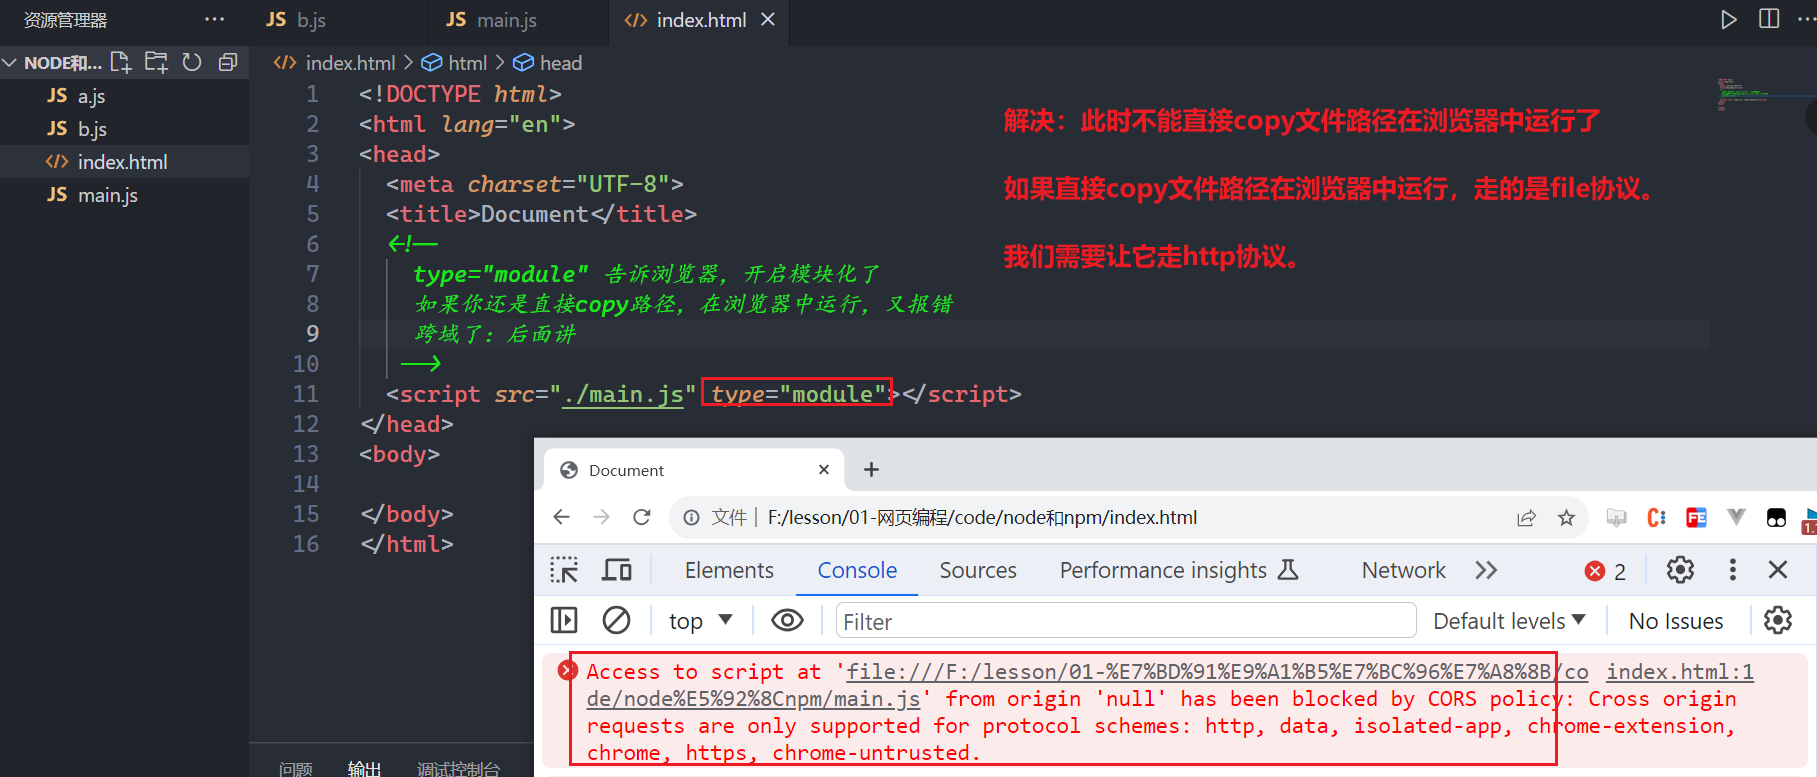 资源管理器
JS b.js
JS main.js
index.html
NODE和...
index.html > html > head
JS a.js
JS b.js
index.html
JS main.js
1 <!DOCTYPE html>
2 <html lang="en">
3 <head>
4 <meta charset="UTF-8">
5 <title>Document</title>
6 <!--
7 type="module" 告诉浏览器，开启模块化了
8 如果你还是直接copy路径，在浏览器中运行，又报错
9 跨域了：后面讲
10 -->
11 <script src="./main.js" type="module"></script>
12 </head>
13 <body>
14
15 </body>
16 </html>
解决：此时不能直接copy文件路径在浏览器中运行了
如果直接copy文件路径在浏览器中运行，走的是file协议。
我们需要让它走http协议。
问题 输出 调试控制台
Document
文件 | F:/lesson/01-网页编程/code/node和npm/index.html
1.1
Elements Console Sources Performance insights Network 2
top Filter Default levels No Issues
Access to script at 'file:///F:/lesson/01-%E7%BD%91%E9%A1%B5%E7%BC%96%E7%A8%8B/co index.html:1
de/node%E5%92%8Cnpm/main.js' from origin 'null' has been blocked by CORS policy: Cross origin
requests are only supported for protocol schemes: http, data, isolated-app, chrome-extension,
chrome, https, chrome-untrusted.